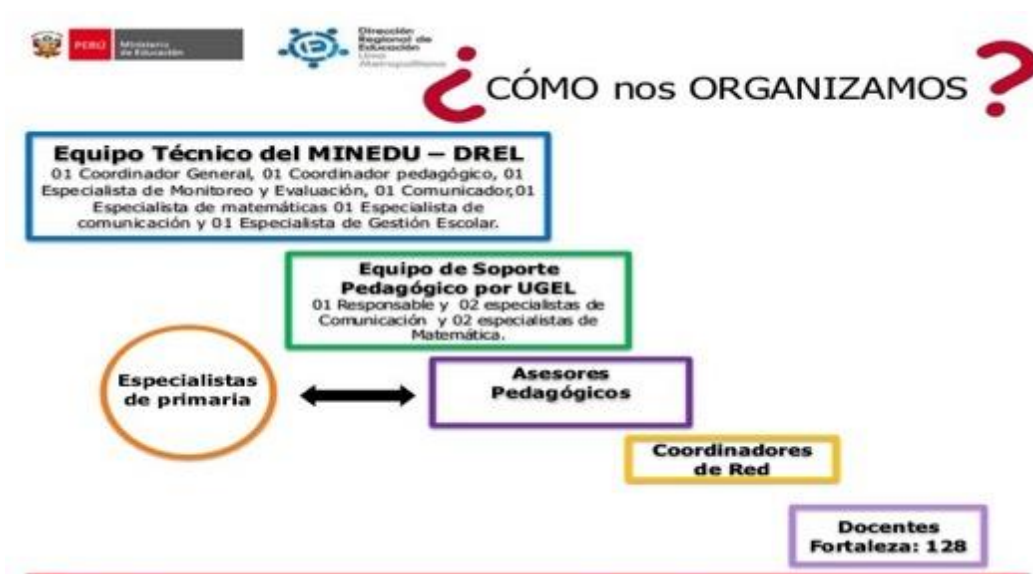 PERÚ
Ministerio
de Educación
Dirección
Regional de
Educación
Lima
Metropolitana
¿CÓMO nos ORGANIZAMOS?
Equipo Técnico del MINEDU – DREL
01 Coordinador General, 01 Coordinador pedagógico, 01
Especialista de Monitoreo y Evaluación, 01 Comunicador,01
Especialista de matemáticas 01 Especialista de
comunicación y 01 Especialista de Gestión Escolar.
Equipo de Soporte
Pedagógico por UGEL
01 Responsable y 02 especialistas de
Comunicación y 02 especialistas de
Matemática.
Especialistas
de primaria
Asesores
Pedagógicos
Coordinadores
de Red
Docentes
Fortaleza: 128